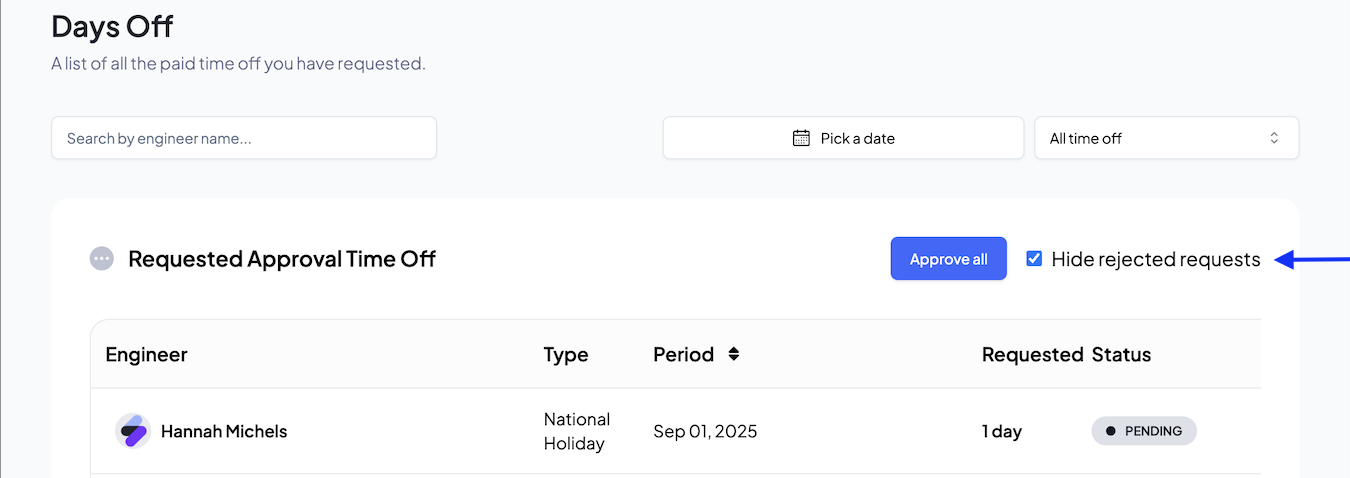 Days Off
A list of all the paid time off you have requested.
Search by engineer name...
Pick a date
All time off
Requested Approval Time Off
Approve all
Hide rejected requests
Engineer Type Period Requested Status
Hannah Michels National Holiday Sep 01, 2025 1 day PENDING